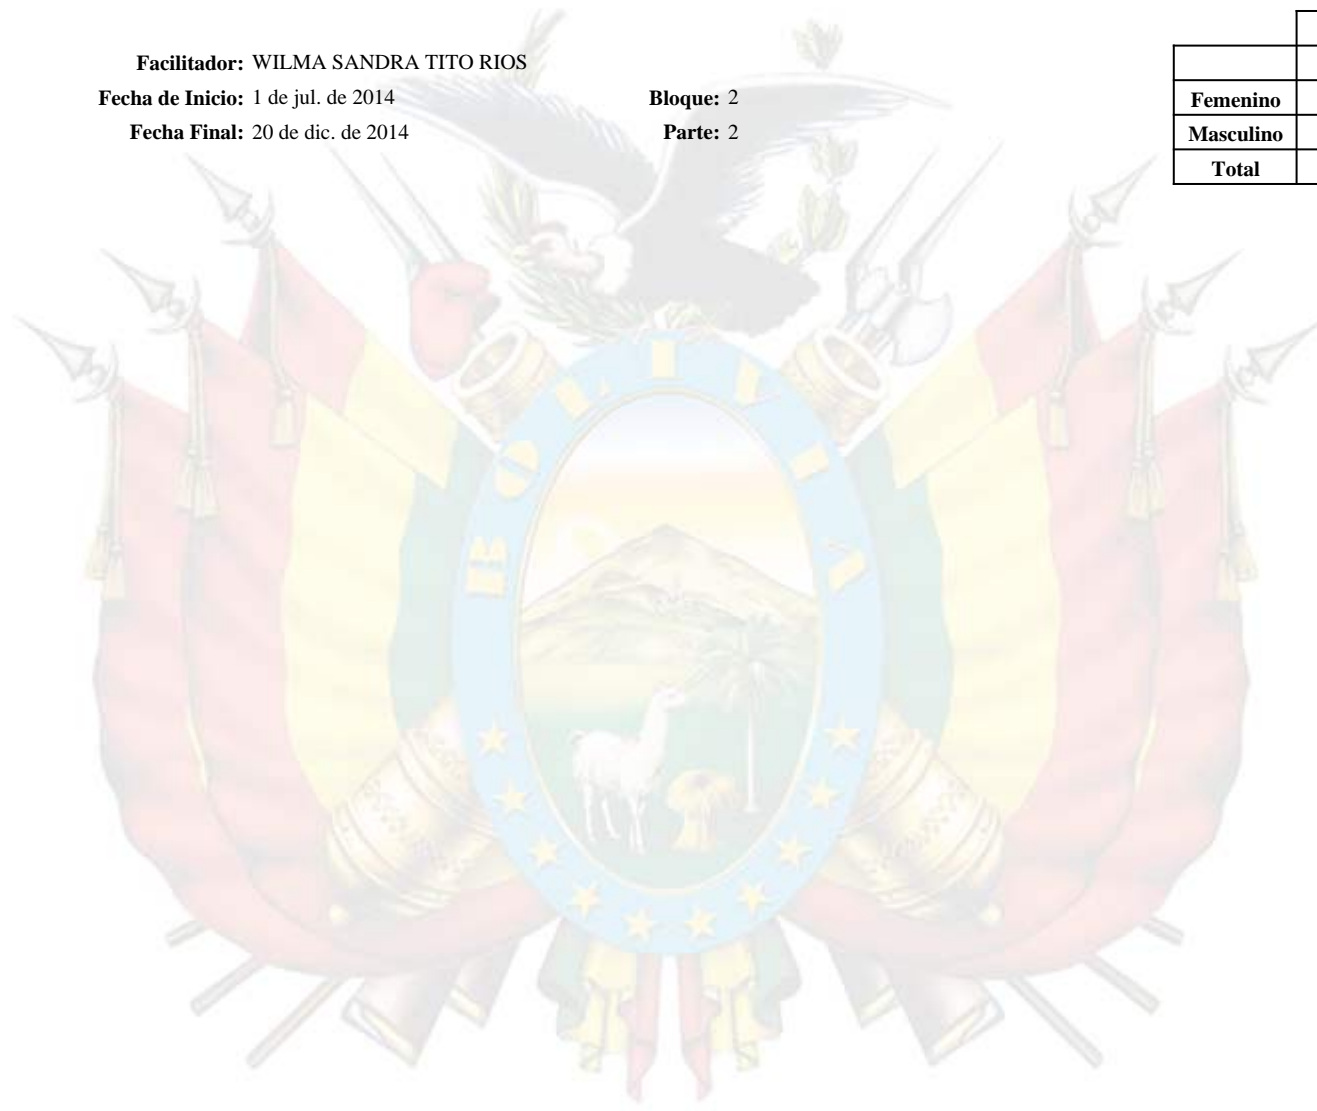 Facilitador: WILMA SANDRA TITO RIOS
Fecha de Inicio: 1 de jul. de 2014 Bloque: 2
Fecha Final: 20 de dic. de 2014 Parte: 2
Femenino
Masculino
Total
BOLIVIA